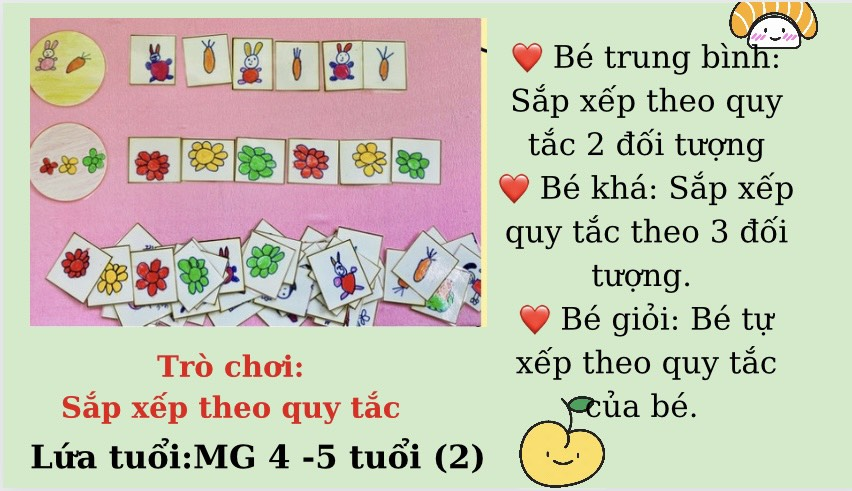 ❤️ Bé trung bình:
Sắp xếp theo quy
tắc 2 đối tượng
❤️ Bé khá: Sắp xếp
quy tắc theo 3 đối
tượng.
❤️ Bé giỏi: Bé tự
xếp theo quy tắc
của bé.
Trò chơi:
Sắp xếp theo quy tắc
Lứa tuổi:MG 4 -5 tuổi (2)